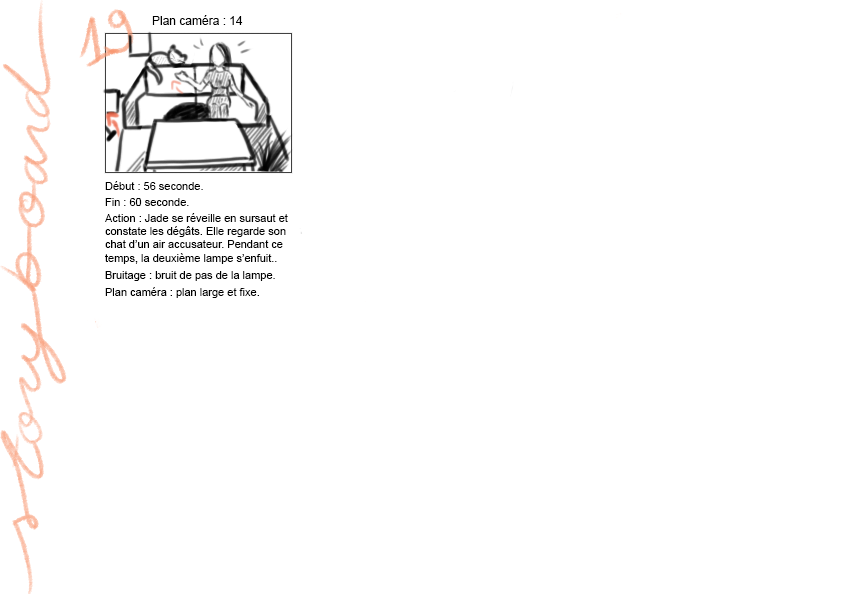 storyboard
19
Plan caméra : 14
Début : 56 seconde.
Fin : 60 seconde.
Action : Jade se réveille en sursaut et
constate les dégâts. Elle regarde son
chat d’un air accusateur. Pendant ce
temps, la deuxième lampe s’enfuit..
Bruitage : bruit de pas de la lampe.
Plan caméra : plan large et fixe.